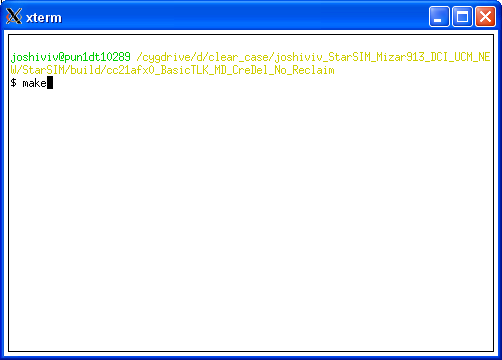 xterm
joshiviv@pun1dt10289 /cygdrive/d/clear_case/joshiviv_StarSIM_Mizar913_DCI_UCM_NE
W/StarSIM/build/cc21afx0_BasicTLK_MD_CreDel_No_Reclaim
$ make